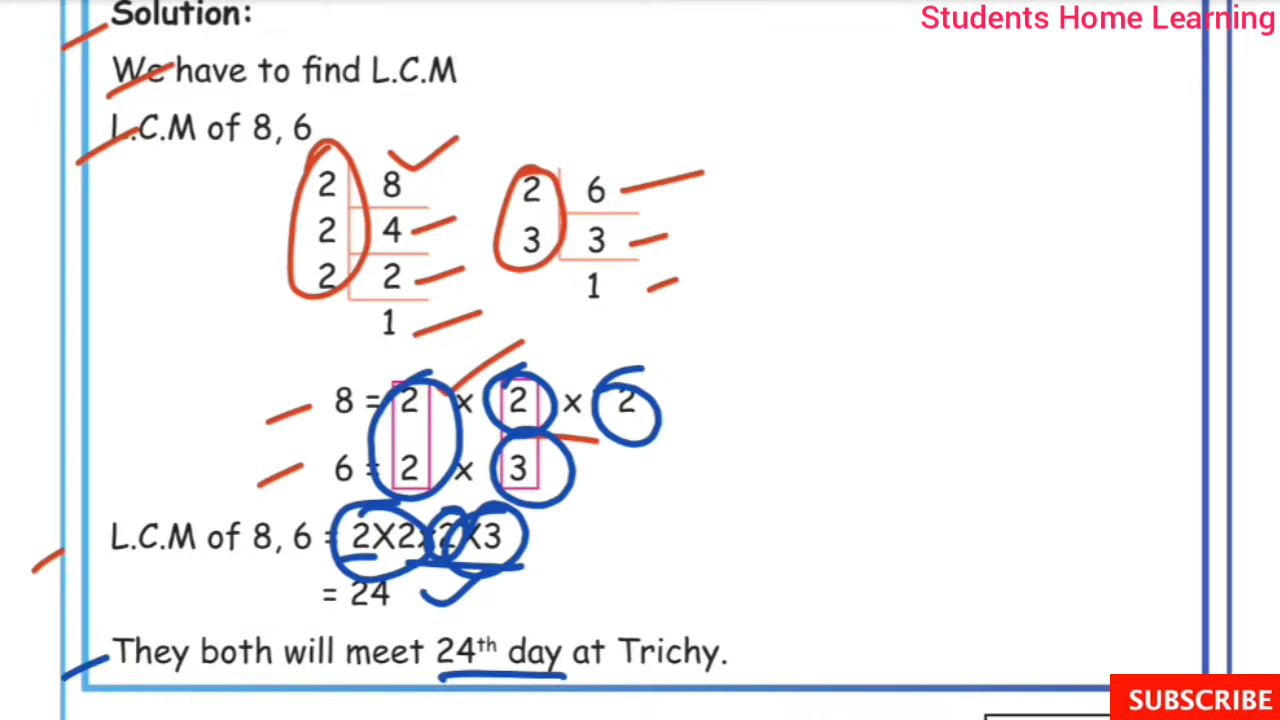 Students Home Learning
Solution:
We have to find L.C.M
L.C.M of 8, 6
2 8 2 6
2 4 3 3
2 2 1
1
8 = 2 x 2 x 2
6 = 2 x 3
L.C.M of 8, 6 = 2X2x2X3
= 24
They both will meet 24th day at Trichy.
SUBSCRIBE